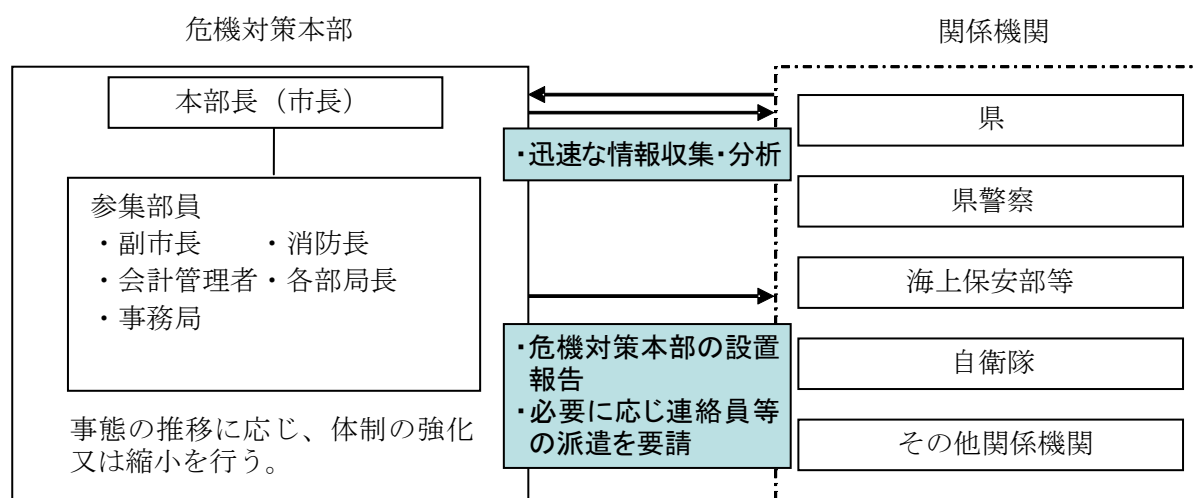 危機対策本部
本部長（市長）
参集部員
・副市長　　・消防長
・会計管理者・各部局長
・事務局
事態の推移に応じ、体制の強化
又は縮小を行う。
・迅速な情報収集・分析
・危機対策本部の設置
報告
・必要に応じ連絡員等
の派遣を要請
関係機関
県
県警察
海上保安部等
自衛隊
その他関係機関